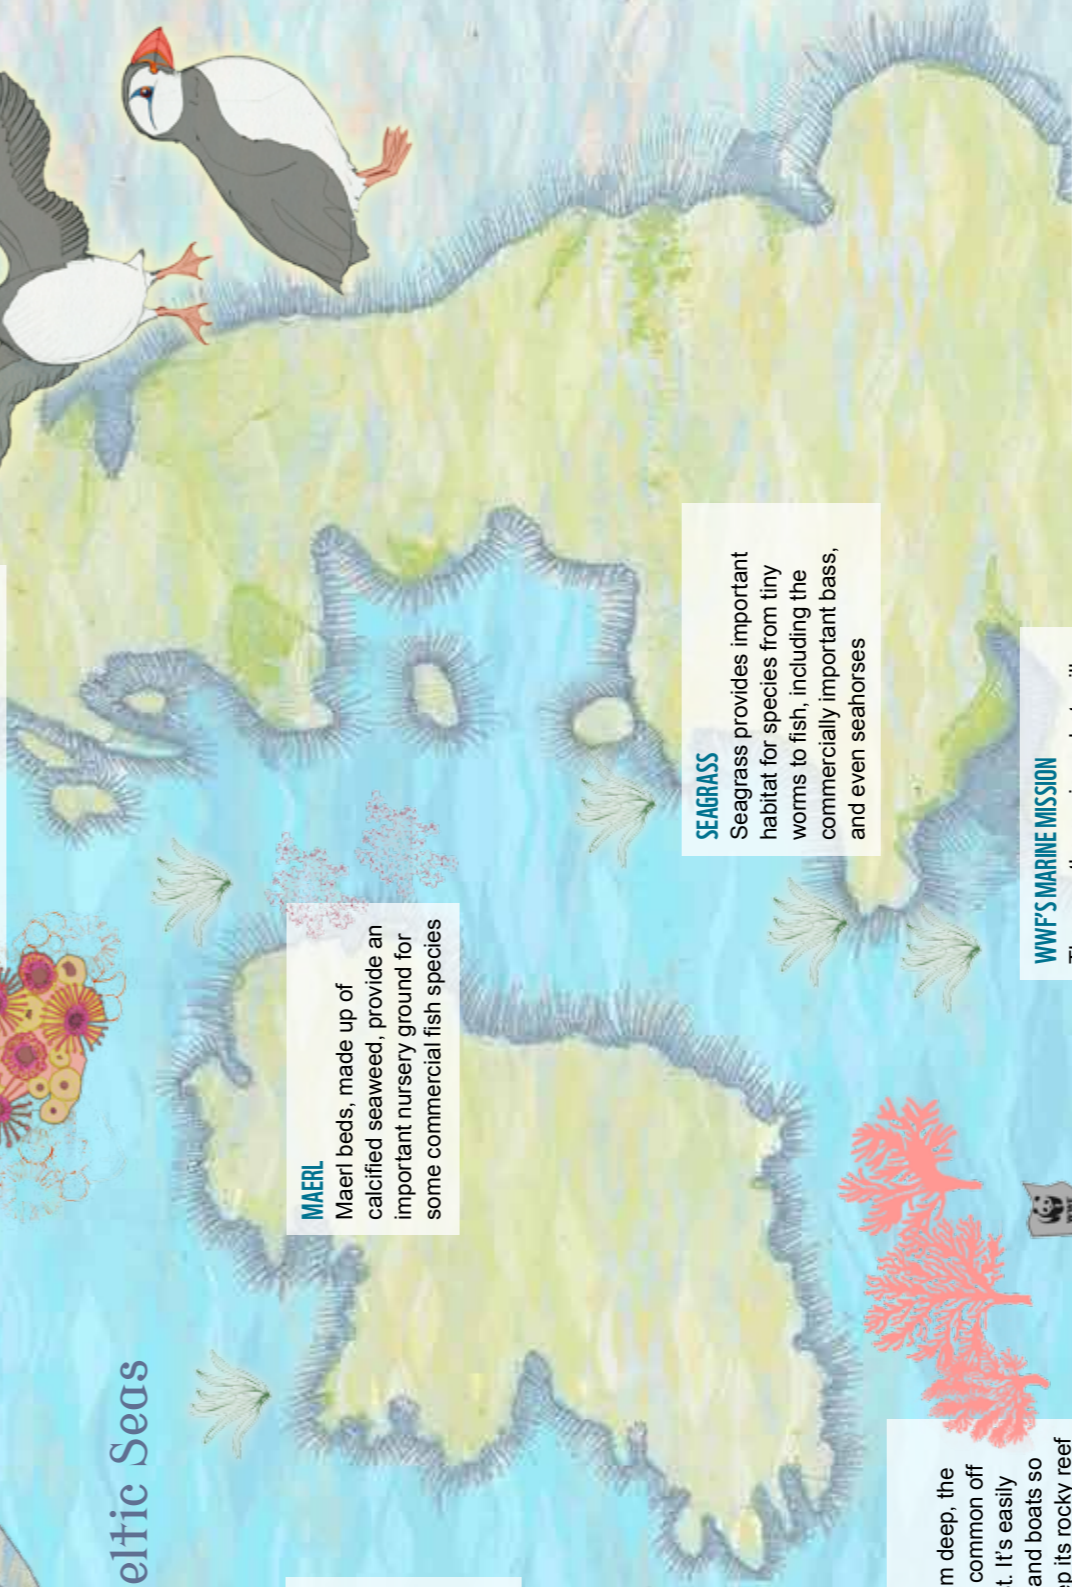 eltic Seas
MAERL
Maerl beds, made up of
calcified seaweed, provide an
important nursery ground for
some commercial fish species
SEAGRASS
Seagrass provides important
habitat for species from tiny
worms to fish, including the
commercially important bass,
and even seahorses
WWF'S MARINE MISSION
m deep, the
common off
t. It's easily
and boats so
ep its rocky reef
WWF